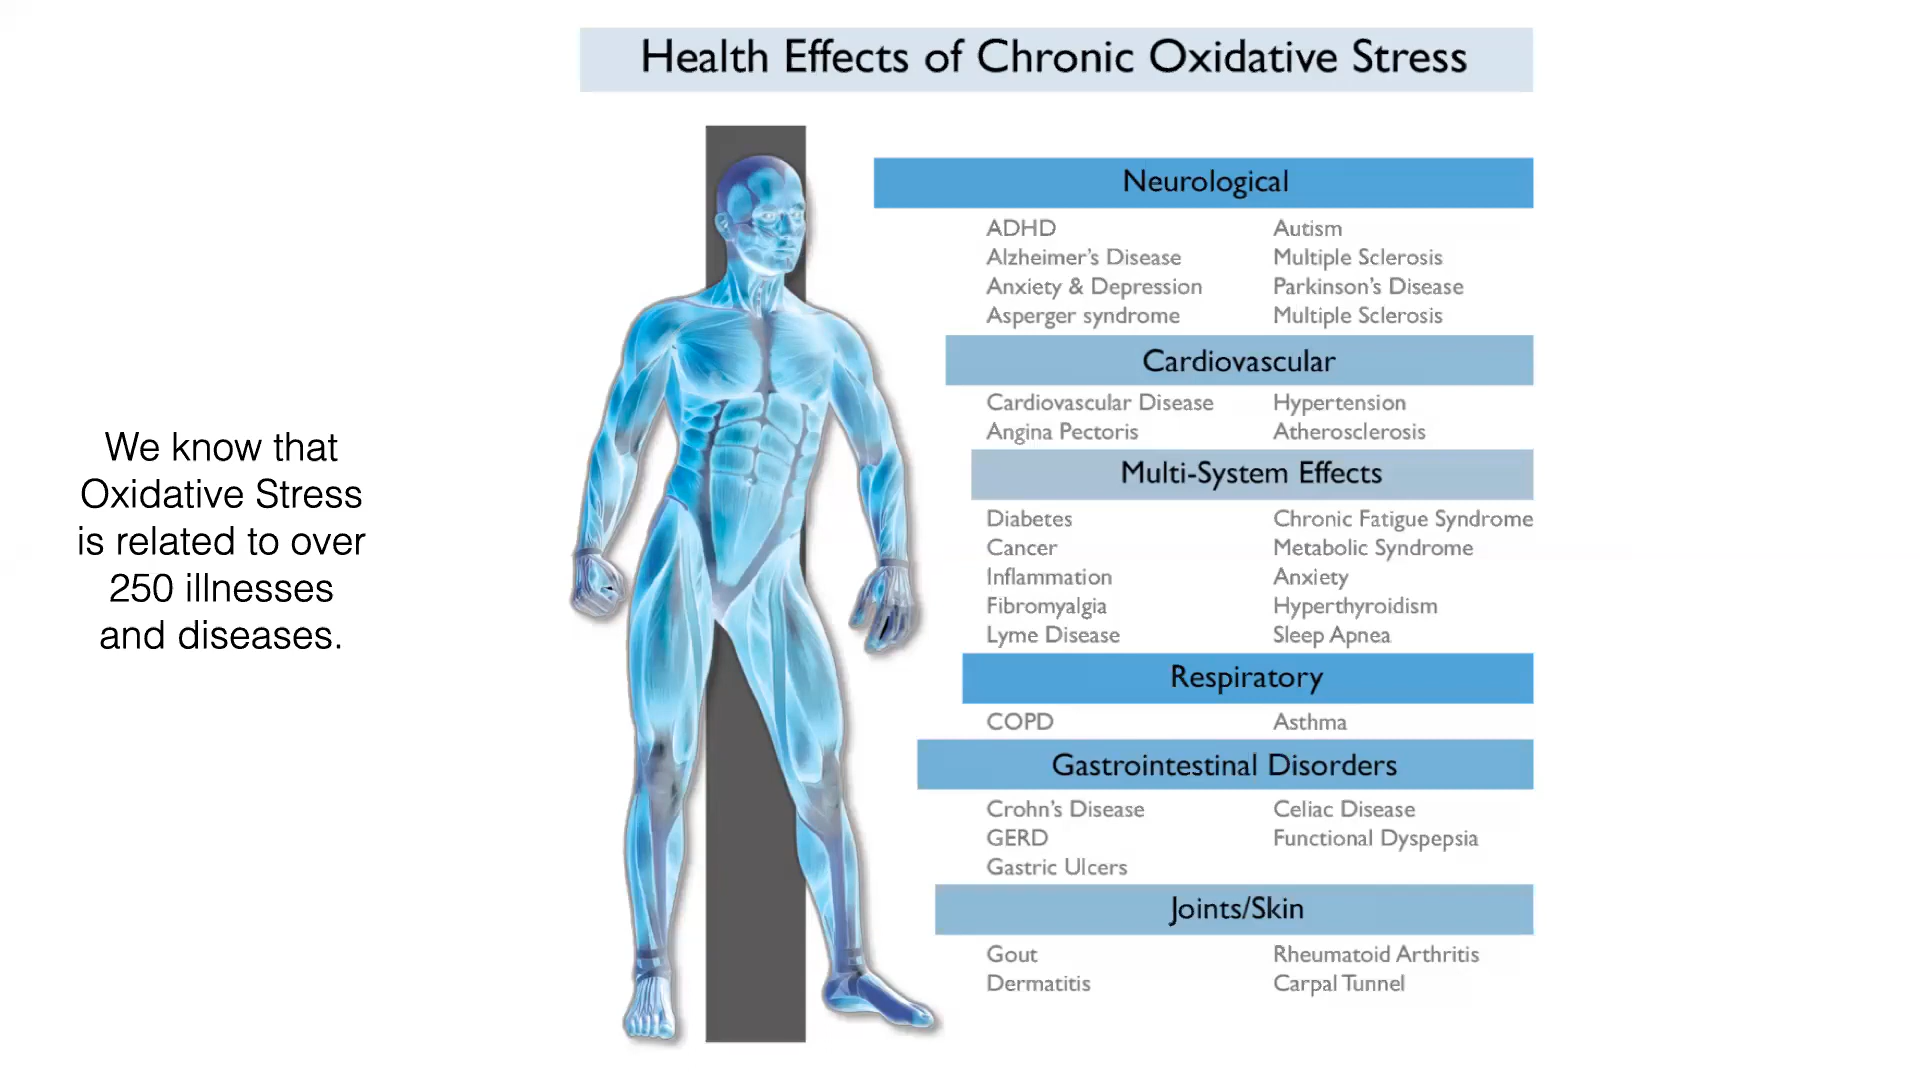 Health Effects of Chronic Oxidative Stress
We know that
Oxidative Stress
is related to over
250 illnesses
and diseases.
Neurological
ADHD Autism
Alzheimer's Disease Multiple Sclerosis
Anxiety & Depression Parkinson's Disease
Asperger syndrome Multiple Sclerosis
Cardiovascular
Cardiovascular Disease Hypertension
Angina Pectoris Atherosclerosis
Multi-System Effects
Diabetes Chronic Fatigue Syndrome
Cancer Metabolic Syndrome
Inflammation Anxiety
Fibromyalgia Hyperthyroidism
Lyme Disease Sleep Apnea
Respiratory
COPD Asthma
Gastrointestinal Disorders
Crohn's Disease Celiac Disease
GERD Functional Dyspepsia
Gastric Ulcers
Joints/Skin
Gout Rheumatoid Arthritis
Dermatitis Carpal Tunnel